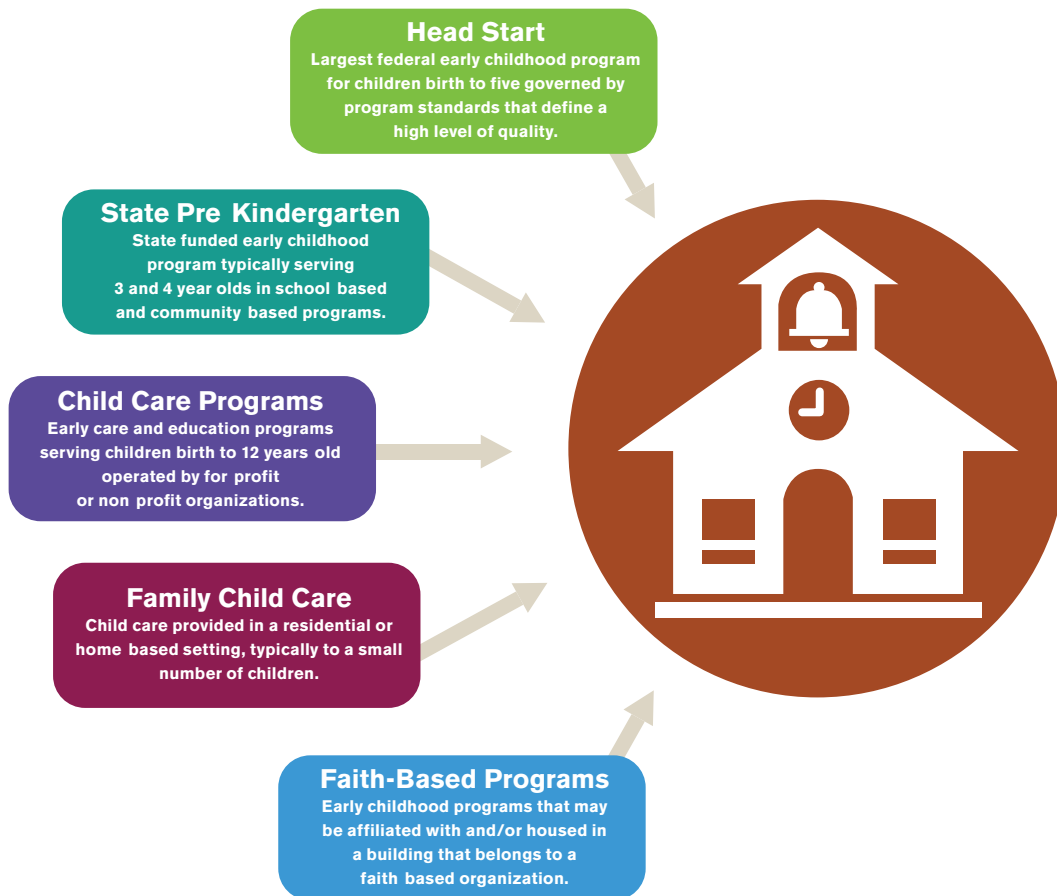 Head Start
Largest federal early childhood program
for children birth to five governed by
program standards that define a
high level of quality.
State Pre Kindergarten
State funded early childhood
program typically serving
3 and 4 year olds in school based
and community based programs.
Child Care Programs
Early care and education programs
serving children birth to 12 years old
operated by for profit
or non profit organizations.
Family Child Care
Child care provided in a residential or
home based setting, typically to a small
number of children.
Faith-Based Programs
Early childhood programs that may
be affiliated with and/or housed in
a building that belongs to a
faith based organization.